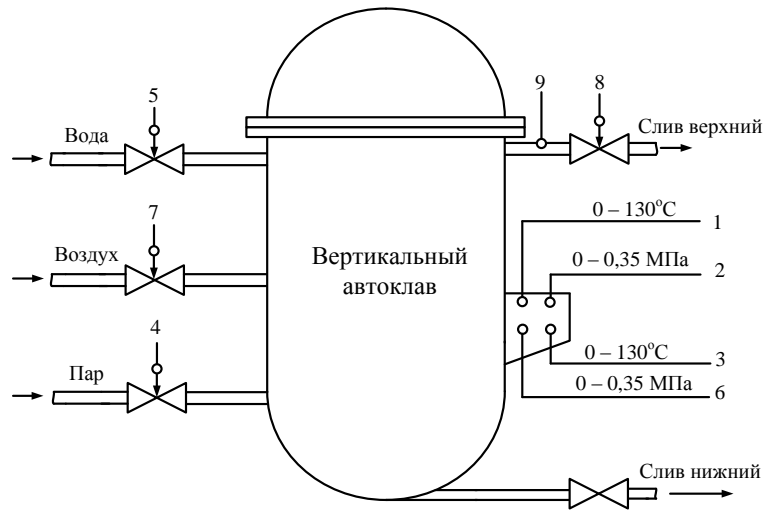 5
9
8
Вода
Слив верхний
0 – 130°С
1
7
Воздух
Вертикальный
автоклав
0 – 0,35 МПа
2
4
Пар
0 – 130°С
3
0 – 0,35 МПа
6
Слив нижний